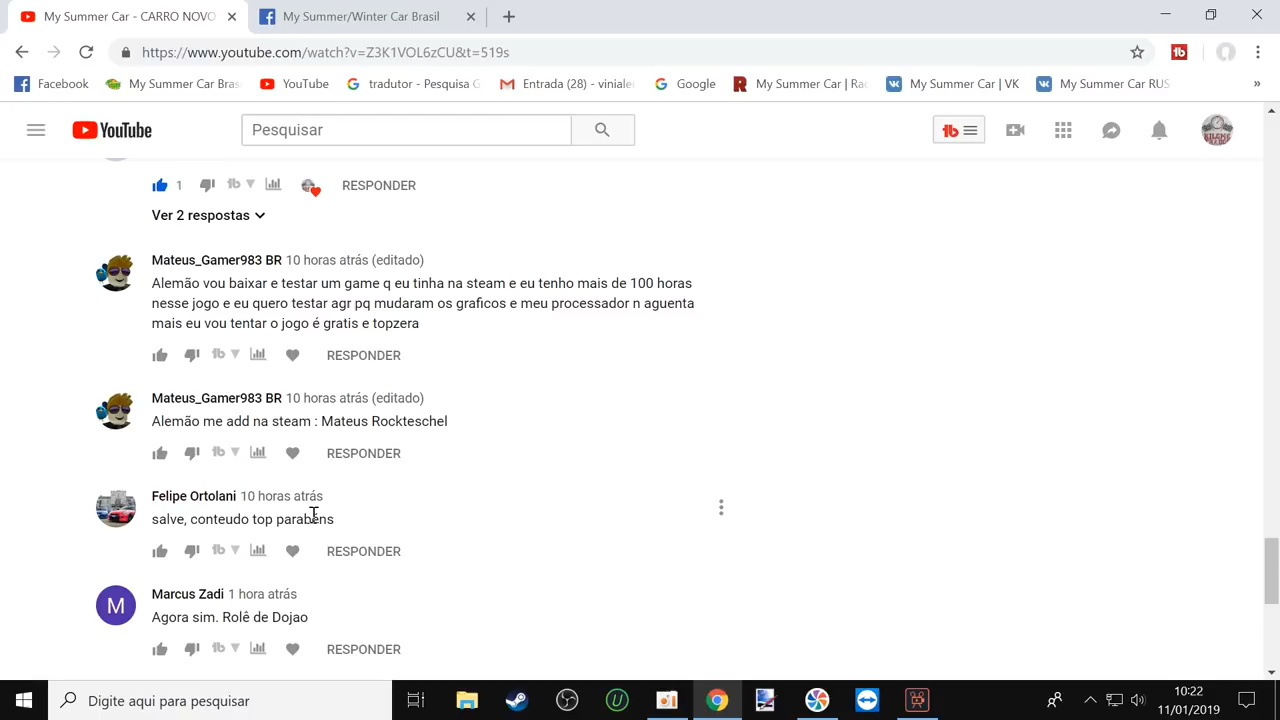 My Summer Car - CARRO NOVO
My Summer/Winter Car Brasil
https://www.youtube.com/watch?v=Z3K1VOL6zCU&t=519s
Facebook My Summer Car Bras YouTube tradutor - Pesquisa G Entrada (28) - viniale Google My Summer Car | Rac My Summer Car | VK My Summer Car RUS »
YouTube
Pesquisar
1 RESPONDER
Ver 2 respostas
Mateus_Gamer983 BR 10 horas atrás (editado)
Alemão vou baixar e testar um game q eu tinha na steam e eu tenho mais de 100 horas
nesse jogo e eu quero testar agr pq mudaram os graficos e meu processador n aguenta
mais eu vou tentar o jogo é gratis e topzera
RESPONDER
Mateus_Gamer983 BR 10 horas atrás (editado)
Alemão me add na steam : Mateus Rockteschel
RESPONDER
Felipe Ortolani 10 horas atrás
salve, conteudo top parabens
RESPONDER
M
Marcus Zadi 1 hora atrás
Agora sim. Rolê de Dojao
RESPONDER
Digite aqui para pesquisar
10:22
11/01/2019